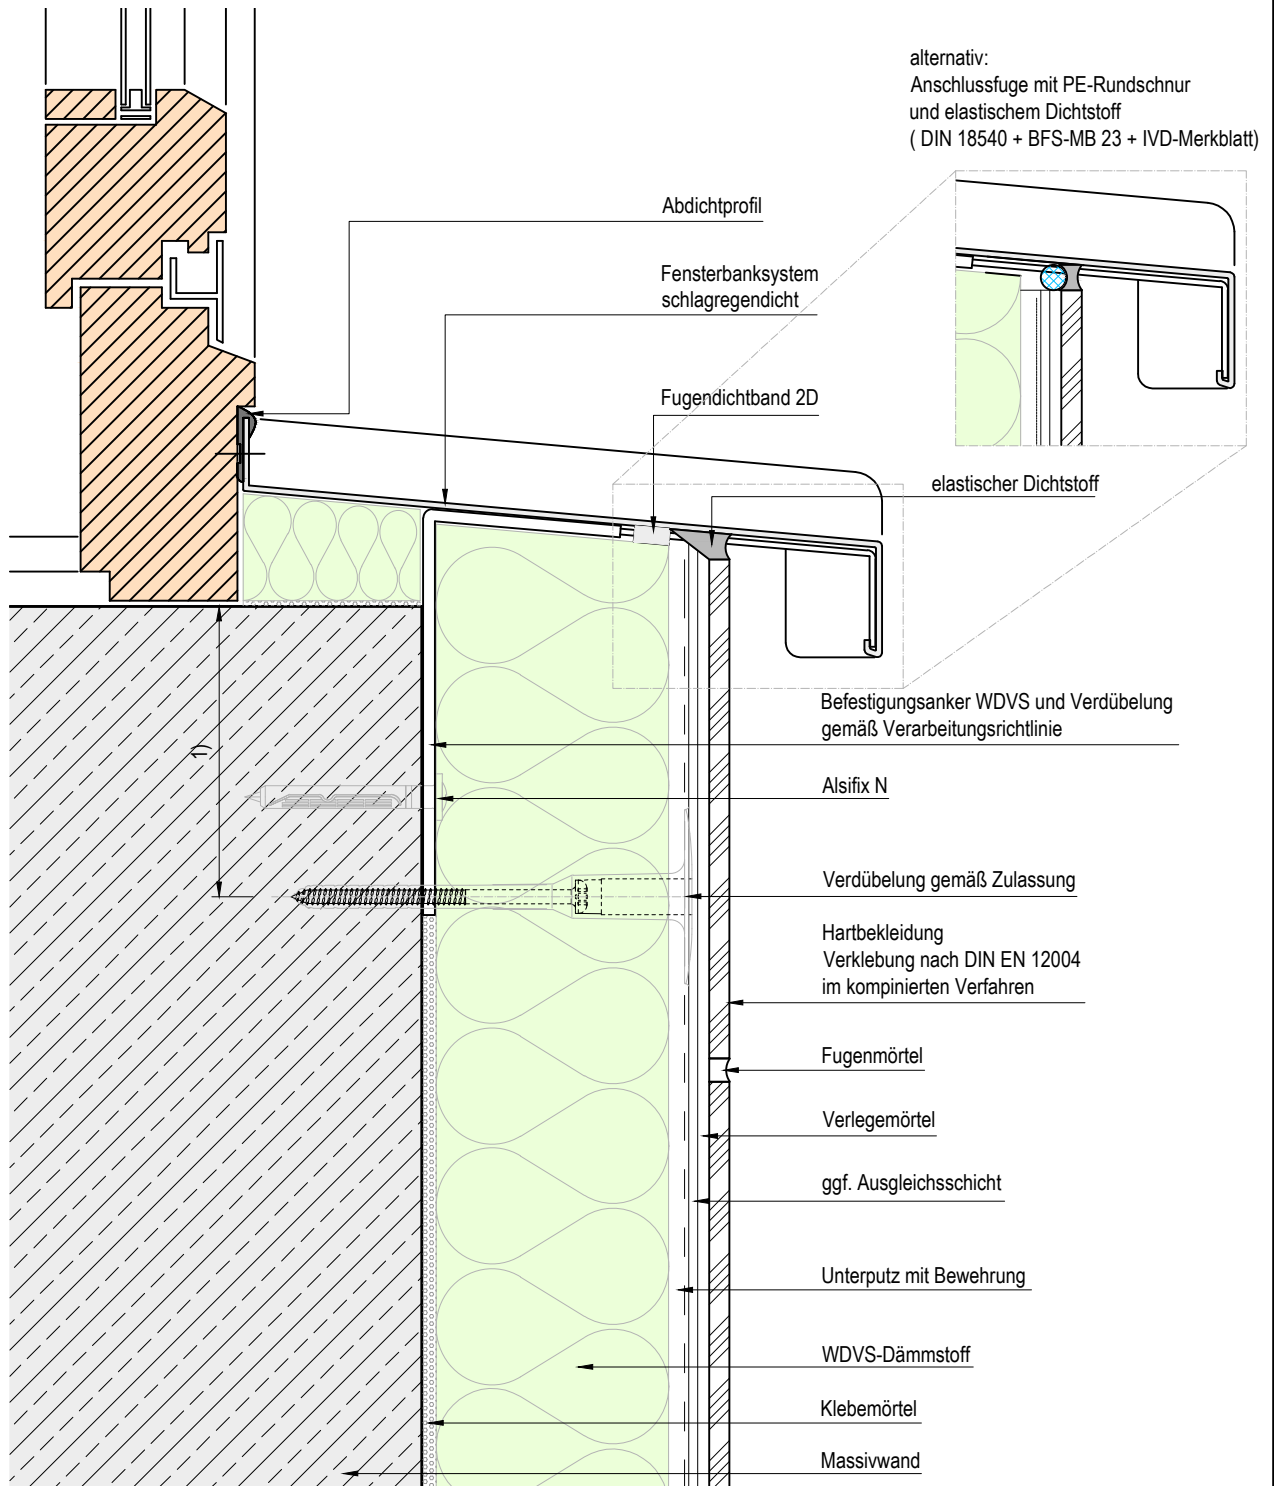 alternativ:
Anschlussfuge mit PE-Rundschnur
und elastischem Dichtstoff
( DIN 18540 + BFS-MB 23 + IVD-Merkblatt)
Abdichtprofil
Fensterbanksystem
schlagregendicht
Fugendichtband 2D
elastischer Dichtstoff
Befestigungsanker WDVS und Verdübelung
gemäß Verarbeitungsrichtlinie
1)
Alsifix N
Verdübelung gemäß Zulassung
Hartbekleidung
Verklebung nach DIN EN 12004
im kompinierten Verfahren
Fugenmörtel
Verlegemörtel
ggf. Ausgleichsschicht
Unterputz mit Bewehrung
WDVS-Dämmstoff
Klebemörtel
Massivwand